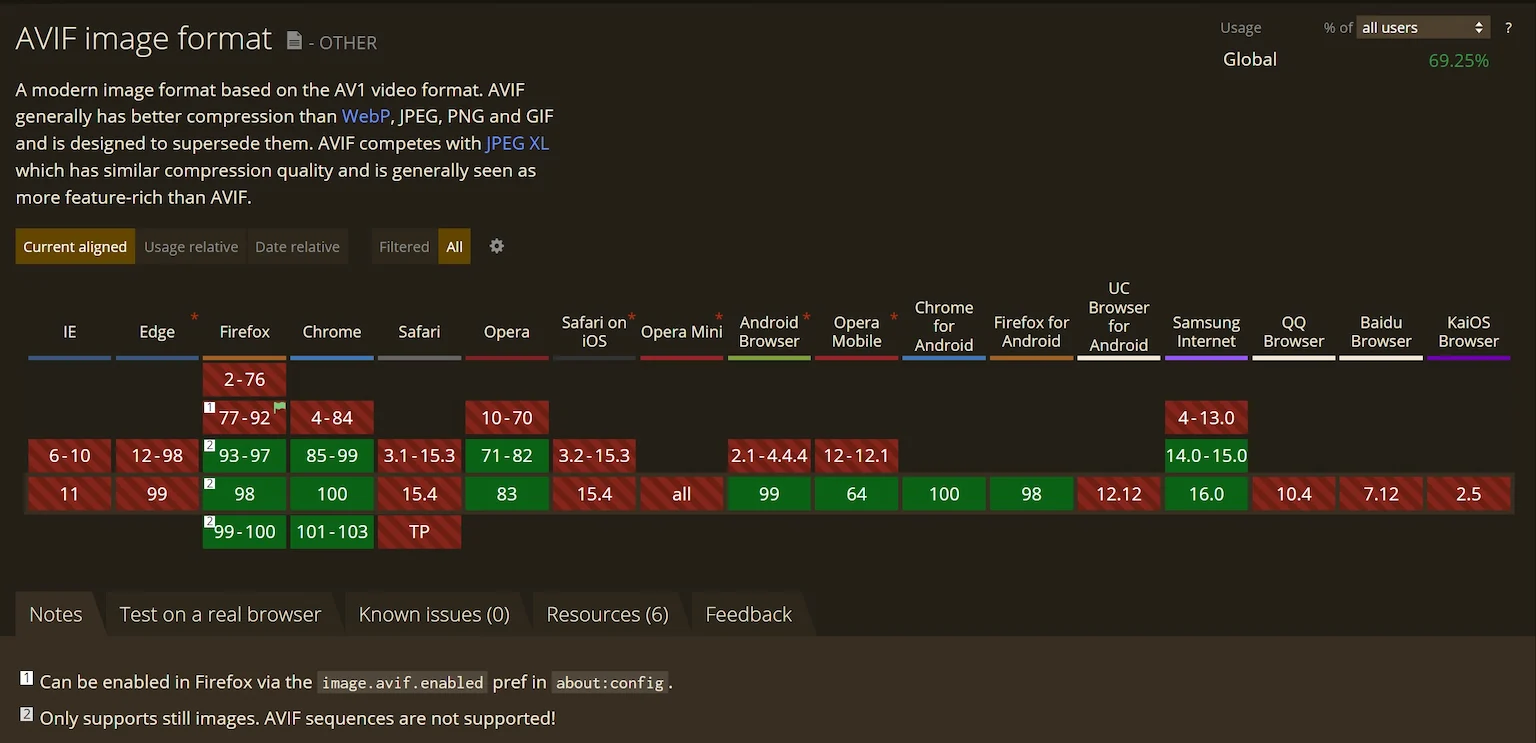 AVIF image format - OTHER
Usage % of all users ?
Global 69.25%
A modern image format based on the AV1 video format. AVIF
generally has better compression than WebP, JPEG, PNG and GIF
and is designed to supersede them. AVIF competes with JPEG XL
which has similar compression quality and is generally seen as
more feature-rich than AVIF.
Current aligned Usage relative Date relative Filtered All
IE Edge * Firefox Chrome Safari Opera Safari on iOS * Opera Mini * Android Browser * Opera Mobile * Chrome for Android Firefox for Android UC Browser for Android Samsung Internet QQ Browser Baidu Browser KaiOS Browser
2-76
1 77-92 4-84 10-70 4-13.0
6-10 12-98 2 93-97 85-99 3.1-15.3 71-82 3.2-15.3 2.1-4.4.4 12-12.1 14.0-15.0
11 99 2 98 100 15.4 83 15.4 all 99 64 100 98 12.12 16.0 10.4 7.12 2.5
2 99-100 101-103 TP
Notes Test on a real browser Known issues (0) Resources (6) Feedback
1 Can be enabled in Firefox via the image.avif.enabled pref in about:config.
2 Only supports still images. AVIF sequences are not supported!